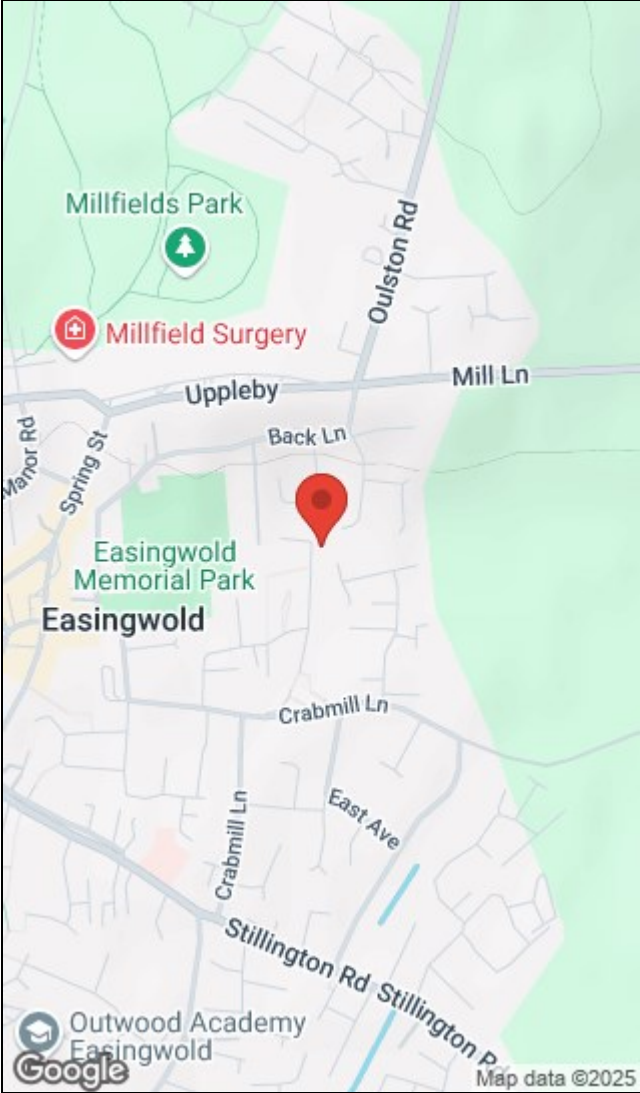 Millfields Park
Oulston Rd
Millfield Surgery
Mill Ln
Uppleby
Back Ln
Manor Rd
Spring St
Easingwold
Memorial Park
Easingwold
Crabmill Ln
Crabmill Ln
East Ave
Stillington Rd
Stillington Rd
Outwood Academy
Easingwold
Google
Map data ©2025